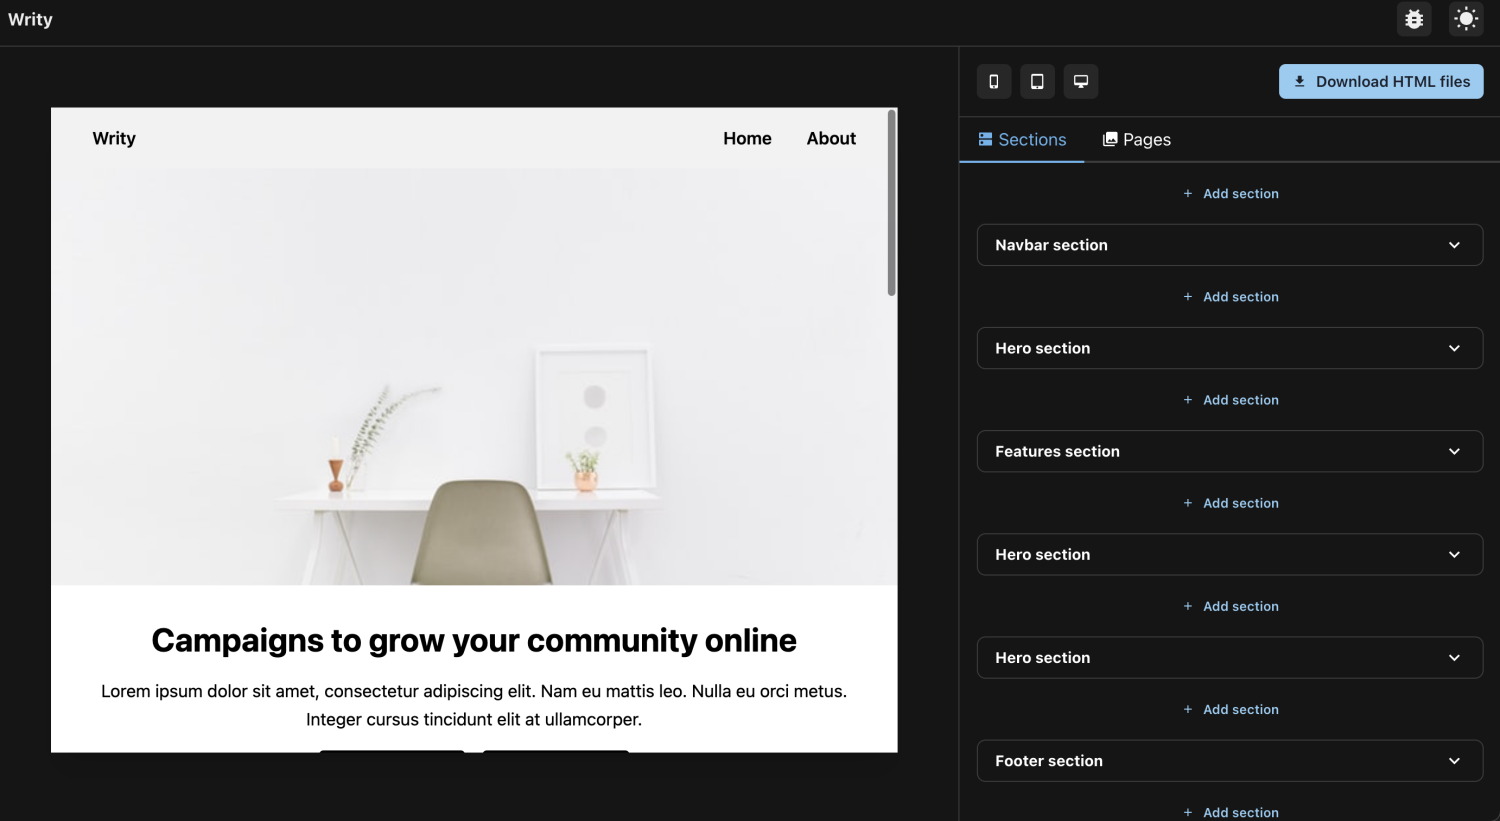 Writy
Download HTML files
Writy
Home
About
Campaigns to grow your community online
Lorem ipsum dolor sit amet, consectetur adipiscing elit. Nam eu mattis leo. Nulla eu orci metus.
Integer cursus tincidunt elit at ullamcorper.
Sections
Pages
+ Add section
Navbar section
+ Add section
Hero section
+ Add section
Features section
+ Add section
Hero section
+ Add section
Hero section
+ Add section
Footer section
+ Add section